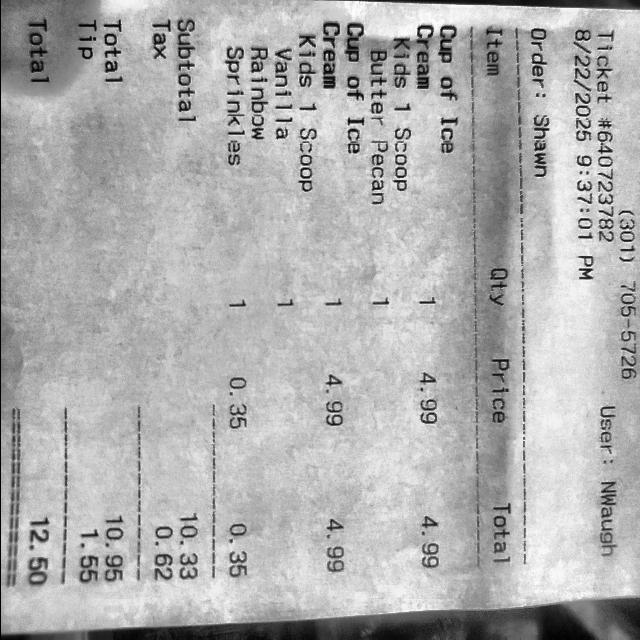 (301) 705-5726
Ticket #640723782 User: NWaugh
8/22/2025 9:37:01 PM
Order: Shawn
Item Qty Price Total
Cup of Ice 1 4.99 4.99
Cream
Kids 1 Scoop
Butter Pecan 1
Cup of Ice
Cream 1 4.99 4.99
Kids 1 Scoop
Vanilla 1
Rainbow
Sprinkles 1 0.35 0.35
Subtotal 10.33
Tax 0.62
Total 10.95
Tip 1.55
Total 12.50